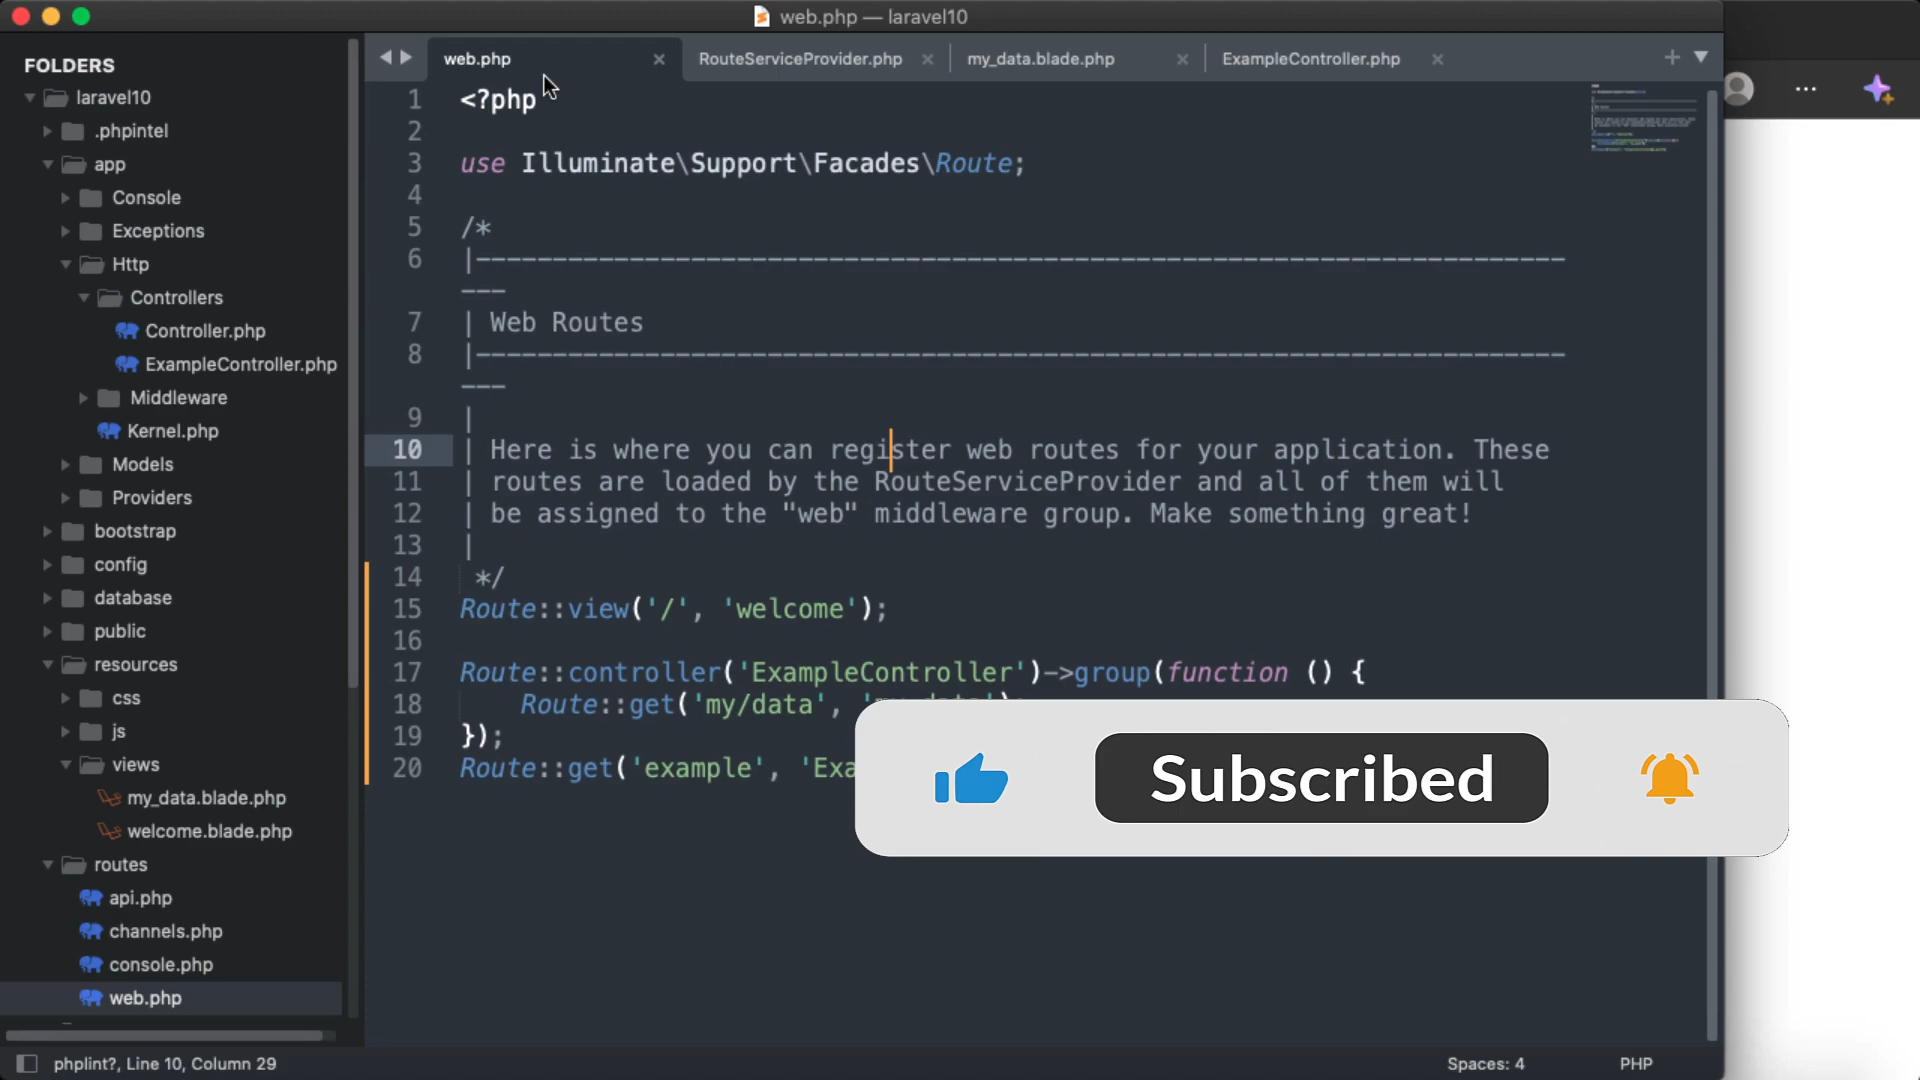 web.php — laravel10
FOLDERS
laravel10
.phpintel
app
Console
Exceptions
Http
Controllers
Controller.php
ExampleController.php
Middleware
Kernel.php
Models
Providers
bootstrap
config
database
public
resources
css
js
views
my_data.blade.php
welcome.blade.php
routes
api.php
channels.php
console.php
web.php
web.php
RouteServiceProvider.php
my_data.blade.php
ExampleController.php
1 <?php
2
3 use Illuminate\Support\Facades\Route;
4
5 /*
6 |-----------------------------------------------------------------------
---
7 | Web Routes
8 |-----------------------------------------------------------------------
---
9 |
10 | Here is where you can register web routes for your application. These
11 | routes are loaded by the RouteServiceProvider and all of them will
12 | be assigned to the "web" middleware group. Make something great!
13 |
14 */
15 Route::view('/', 'welcome');
16
17 Route::controller('ExampleController')->group(function () {
18 Route::get('my/data',
19 });
20 Route::get('example', 'Exa
Subscribed
phplint?, Line 10, Column 29
Spaces: 4
PHP